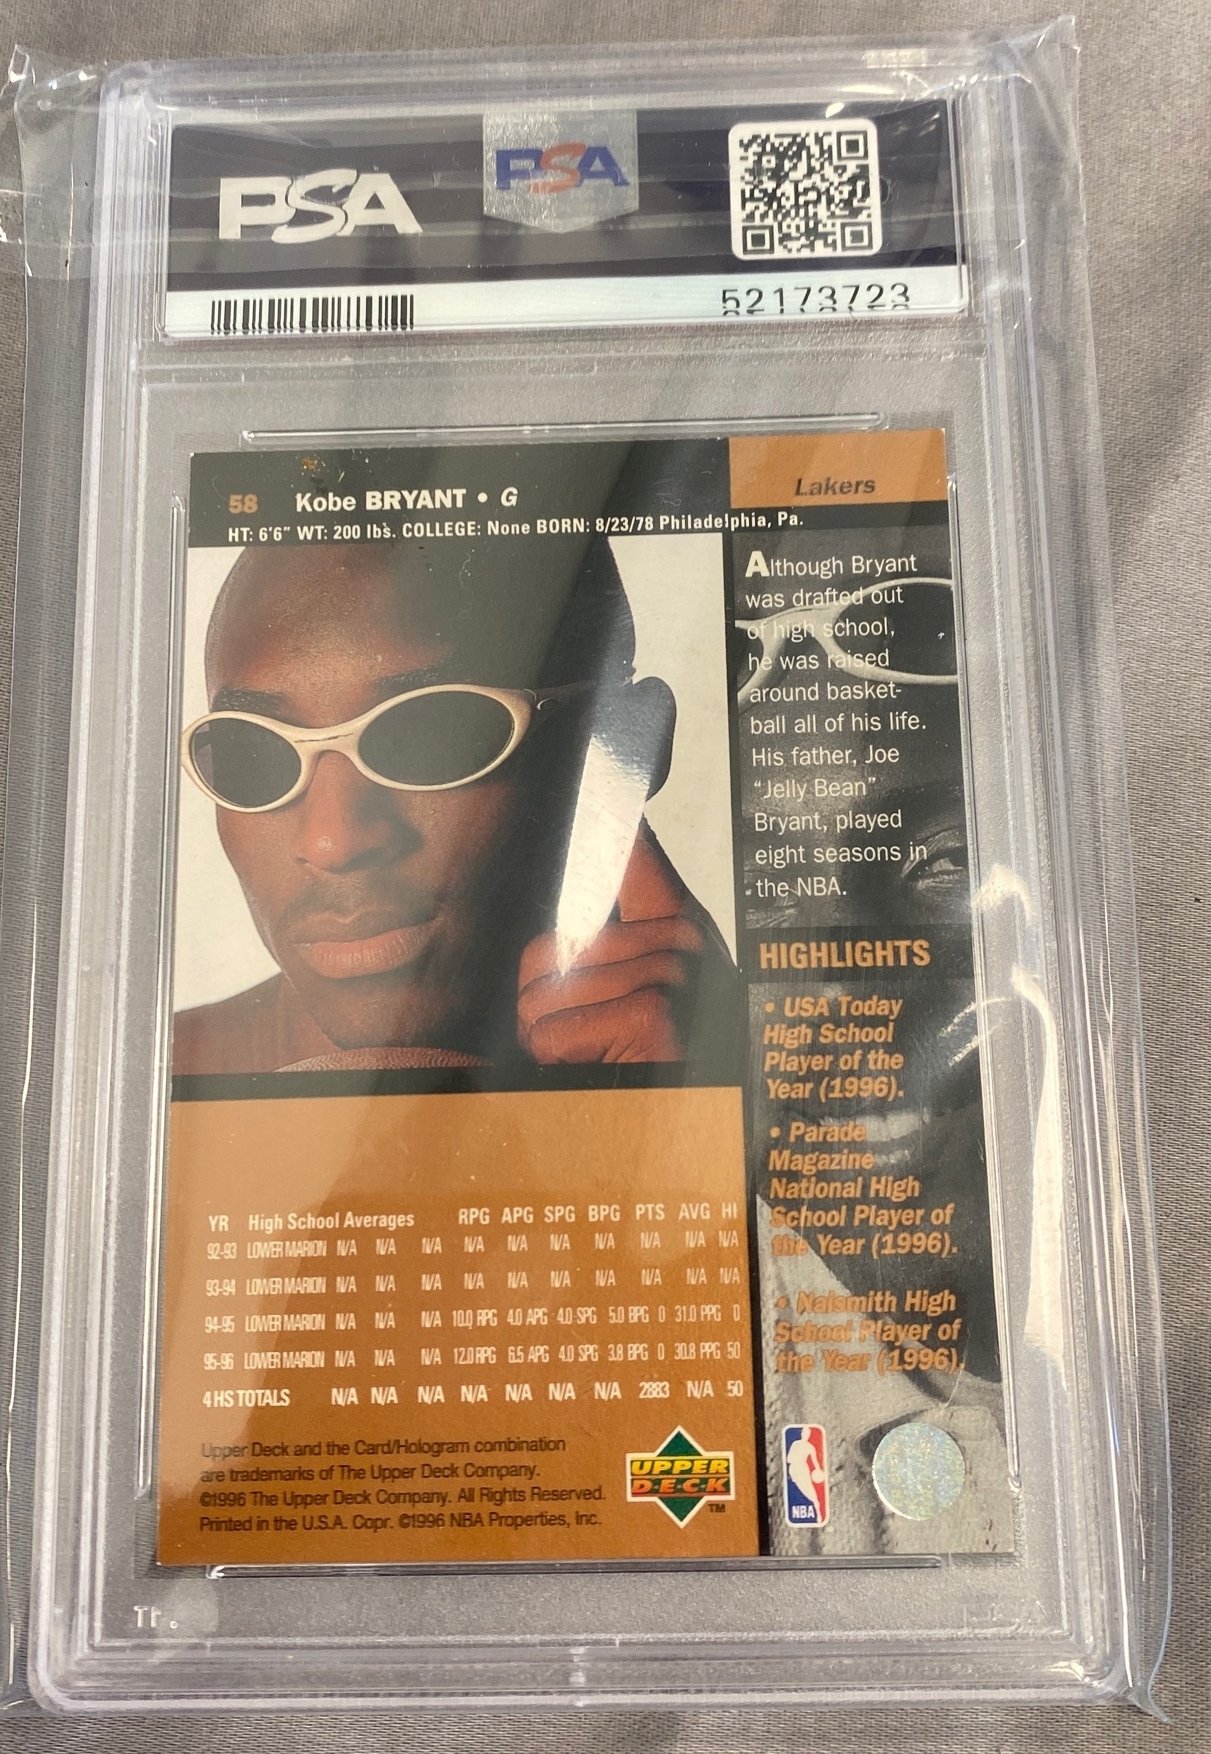 PSA
PSA
52173723
58 Kobe BRYANT • G
Lakers
HT: 6'6" WT: 200 lbs. COLLEGE: None BORN: 8/23/78 Philadelphia, Pa.
Although Bryant
was drafted out
of high school,
he was raised
around basket-
ball all of his life.
His father, Joe
"Jelly Bean"
Bryant, played
eight seasons in
the NBA.
HIGHLIGHTS
• USA Today
High School
Player of the
Year (1996).
• Parade
Magazine
National High
School Player of
the Year (1996).
• Naismith High
School Player of
the Year (1996).
YR High School Averages RPG APG SPG BPG PTS AVG HI
92-93 LOWER MARION N/A N/A N/A N/A N/A N/A N/A N/A N/A N/A
93-94 LOWER MARION N/A N/A N/A N/A N/A N/A N/A N/A N/A N/A
94-95 LOWER MARION N/A N/A N/A 10.0 RPG 4.0 APG 4.0 SPG 5.0 BPG 0 31.0 PPG 0
95-96 LOWER MARION N/A N/A N/A 12.0 RPG 6.5 APG 4.0 SPG 3.8 BPG 0 30.8 PPG 50
4 HS TOTALS N/A N/A N/A N/A N/A N/A N/A 2883 N/A 50
Upper Deck and the Card/Hologram combination
are trademarks of The Upper Deck Company.
©1996 The Upper Deck Company. All Rights Reserved.
Printed in the U.S.A. Copr. ©1996 NBA Properties, Inc.
UPPER
D·E·C·K
TM
NBA